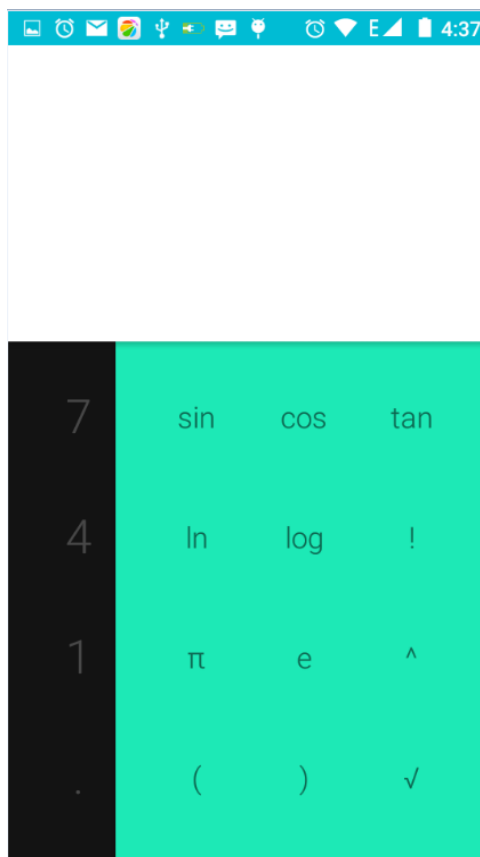 E 4:37
7 sin cos tan
4 ln log !
1 π e ^
. ( ) √